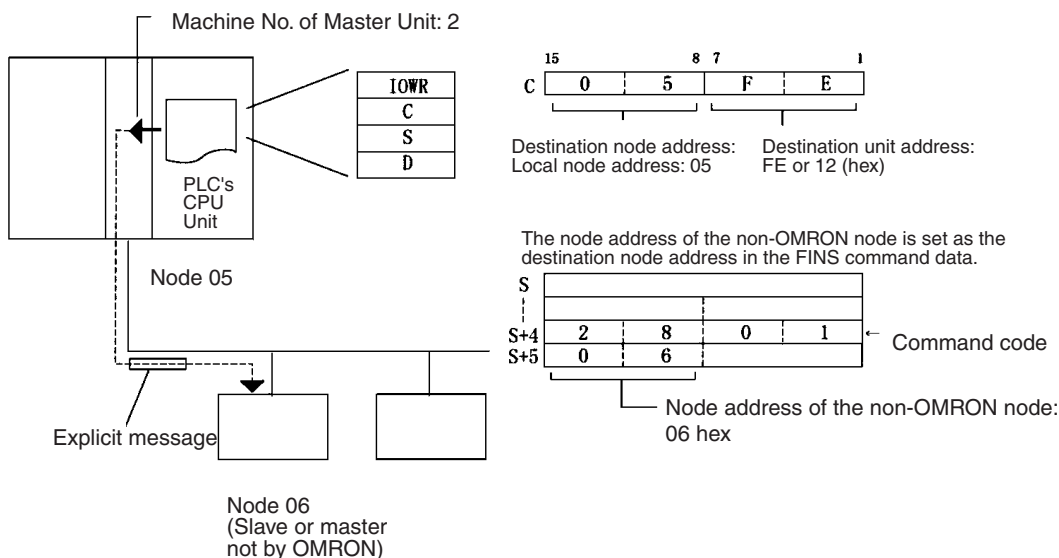 Machine No. of Master Unit: 2
IOWR
C
S
D
PLC's
CPU
Unit
Node 05
Explicit message
Node 06
(Slave or master
not by OMRON)
15 8 7 1
C 0 5 F E
Destination node address:
Local node address: 05
Destination unit address:
FE or 12 (hex)
The node address of the non-OMRON node is set as the
destination node address in the FINS command data.
S
S+4 2 8 0 1
Command code
S+5 0 6
Node address of the non-OMRON node:
06 hex